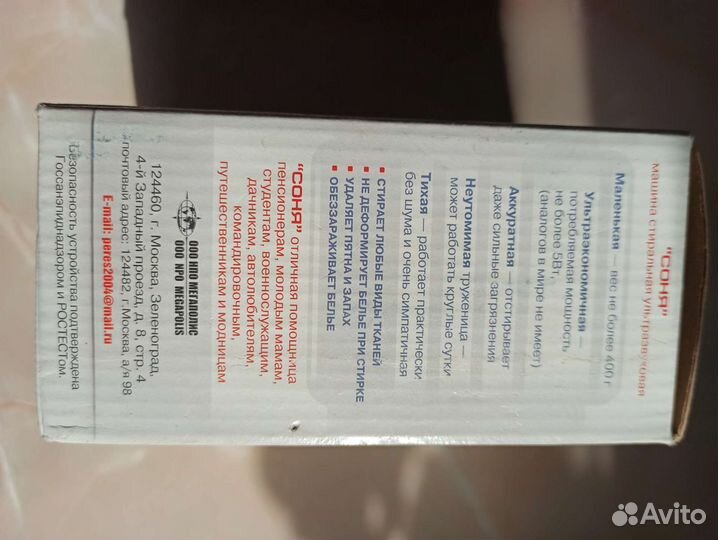 "СОНЯ"
машина стиральная ультразвуковая
Маленькая — вес не более 400 г
Ультраэкономичная —
потребляемая мощность
не более 5Вт,
(аналогов в мире не имеет)
Аккуратная — отстирывает
даже сильные загрязнения
Неутомимая труженица —
может работать круглые сутки
Тихая — работает практически
без шума и очень симпатичная
▪ СТИРАЕТ ЛЮБЫЕ ВИДЫ ТКАНЕЙ
▪ НЕ ДЕФОРМИРУЕТ БЕЛЬЕ ПРИ СТИРКЕ
▪ УДАЛЯЕТ ПЯТНА И ЗАПАХ
▪ ОБЕЗЗАРАЖИВАЕТ БЕЛЬЕ
"СОНЯ" отличная помощница
пенсионерам, молодым мамам,
студентам, военнослужащим,
дачникам, автолюбителям,
командировочным,
путешественникам и модницам
ООО НПО МЕГАПОЛИС
OOO NPO MEGAPOLIS
124460, г. Москва, Зеленоград,
4-й Западный проезд, д. 8, стр. 4
почтовый адрес: 124482, г.Москва, а/я 98
E-mail: peres2004@mail.ru
Безопасность устройства подтверждена
Госсанэпиднадзором и РОСТЕСТом.
Avito